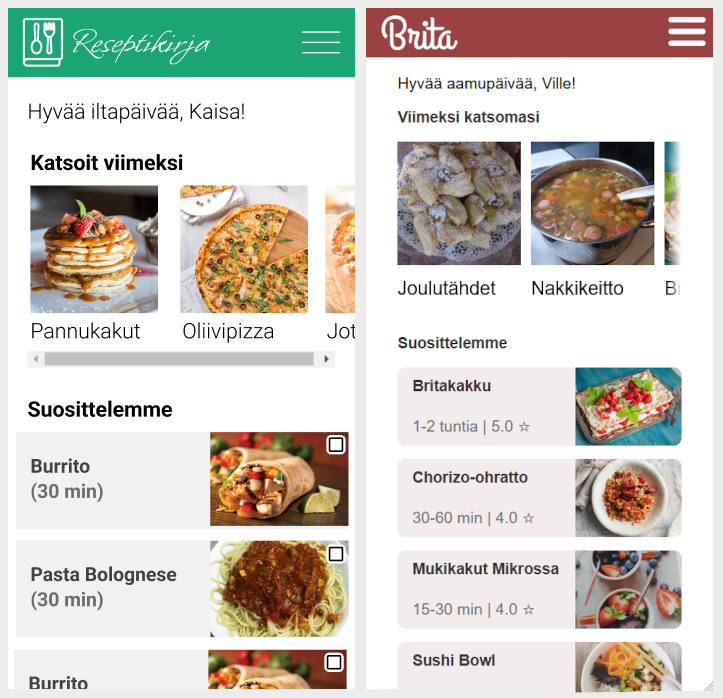 Reseptikirja
Hyvää iltapäivää, Kaisa!
Katsoit viimeksi
Pannukakut
Oliivipizza
Jot
Suosittelemme
Burrito
(30 min)
Pasta Bolognese
(30 min)
Burrito
Brita
Hyvää aamupäivää, Ville!
Viimeksi katsomasi
Joulutähdet
Nakkikeitto
Br
Suosittelemme
Britakakku
1-2 tuntia | 5.0 ☆
Chorizo-ohratto
30-60 min | 4.0 ☆
Mukikakut Mikrossa
15-30 min | 4.0 ☆
Sushi Bowl